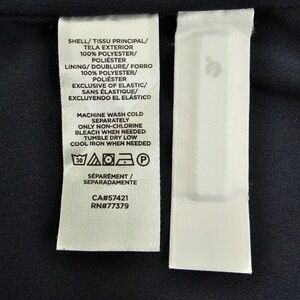 SHELL/ TISSU PRINCIPAL/
TELA EXTERIOR
100% POLYESTER/
POLIÉSTER
LINING/ DOUBLURE/ FORRO
100% POLYESTER/
POLIÉSTER
EXCLUSIVE OF ELASTIC/
SANS ÉLASTIQUE/
EXCLUYENDO EL ELÁSTICO
MACHINE WASH COLD
SEPARATELY
ONLY NON-CHLORINE
BLEACH WHEN NEEDED
TUMBLE DRY LOW
COOL IRON WHEN NEEDED
30 P
SÉPARÉMENT /
SEPARADAMENTE
CA#57421
RN#77379